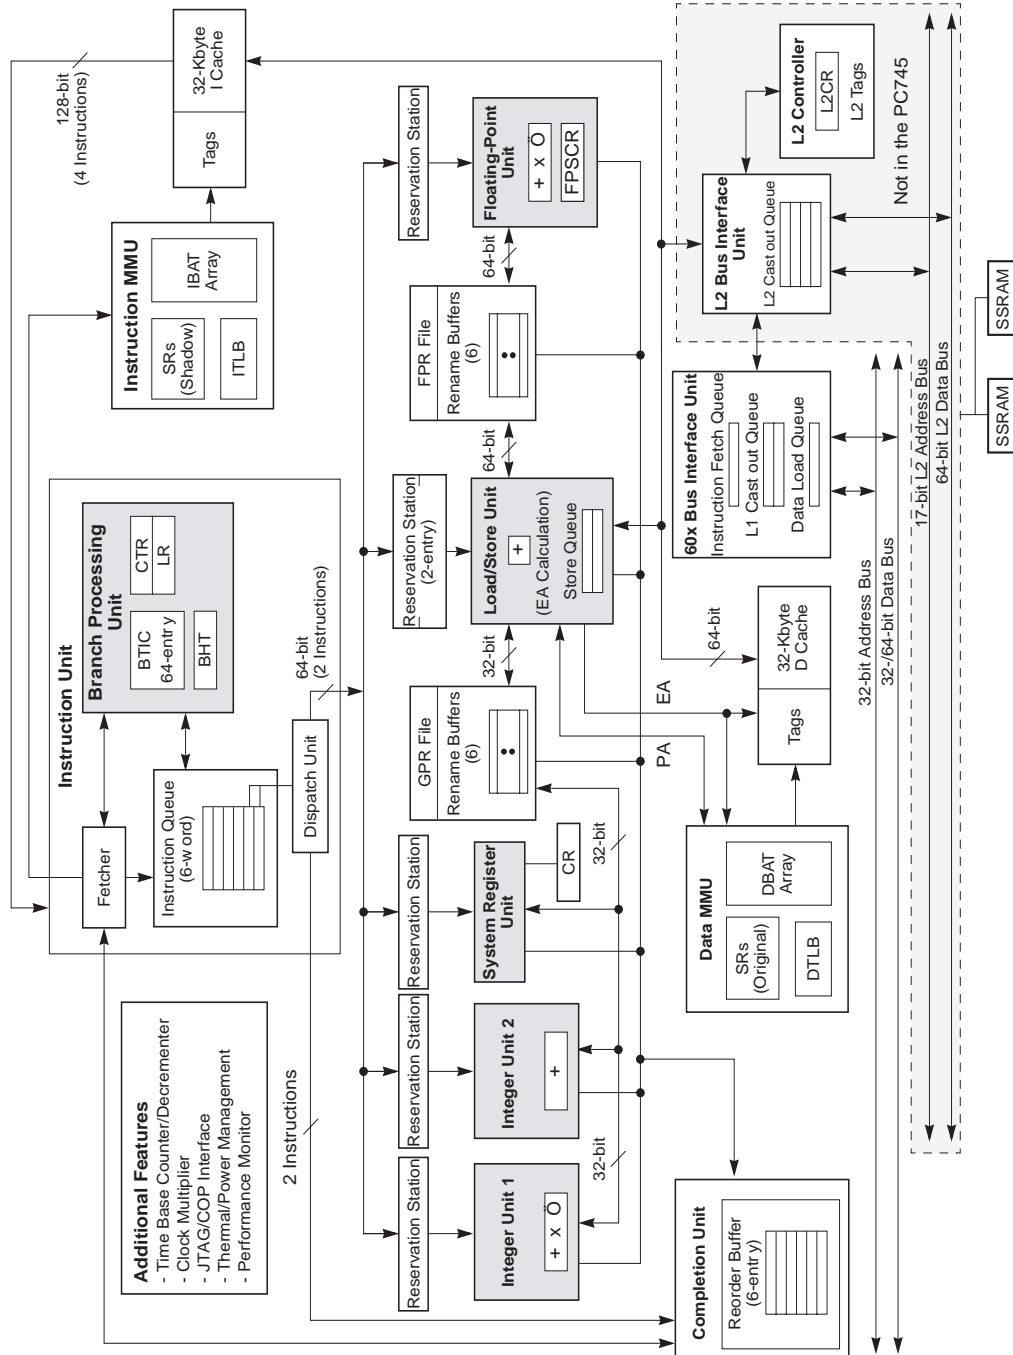 Additional Features
- Time Base Counter/Decrementer
- Clock Multiplier
- JTAG/COP Interface
- Thermal/Power Management
- Performance Monitor
Instruction Unit
Fetcher
Branch Processing
Unit
BTIC
64-entry
CTR
LR
BHT
Instruction Queue
(6-w ord)
Dispatch Unit
64-bit
(2 Instructions)
2 Instructions
Instruction MMU
SRs
(Shadow)
IBAT
Array
ITLB
128-bit
(4 Instructions)
Tags
32-Kbyte
I Cache
Reservation Station
Reservation Station
Reservation Station
Reservation Station
(2-entry)
Reservation Station
Integer Unit 1
+ x Ö
Integer Unit 2
+
System Register
Unit
CR
GPR File
Rename Buffers
(6)
32-bit
Load/Store Unit
+
(EA Calculation)
Store Queue
64-bit
FPR File
Rename Buffers
(6)
64-bit
Floating-Point
Unit
+ x Ö
FPSCR
32-bit
32-bit
PA
EA
64-bit
Completion Unit
Reorder Buffer
(6-entry)
Data MMU
SRs
(Original)
DBAT
Array
DTLB
Tags
32-Kbyte
D Cache
60x Bus Interface Unit
Instruction Fetch Queue
L1 Cast out Queue
Data Load Queue
L2 Bus Interface
Unit
L2 Cast out Queue
L2 Controller
L2CR
L2 Tags
Not in the PC745
32-bit Address Bus
32-/64-bit Data Bus
17-bit L2 Address Bus
64-bit L2 Data Bus
SSRAM
SSRAM